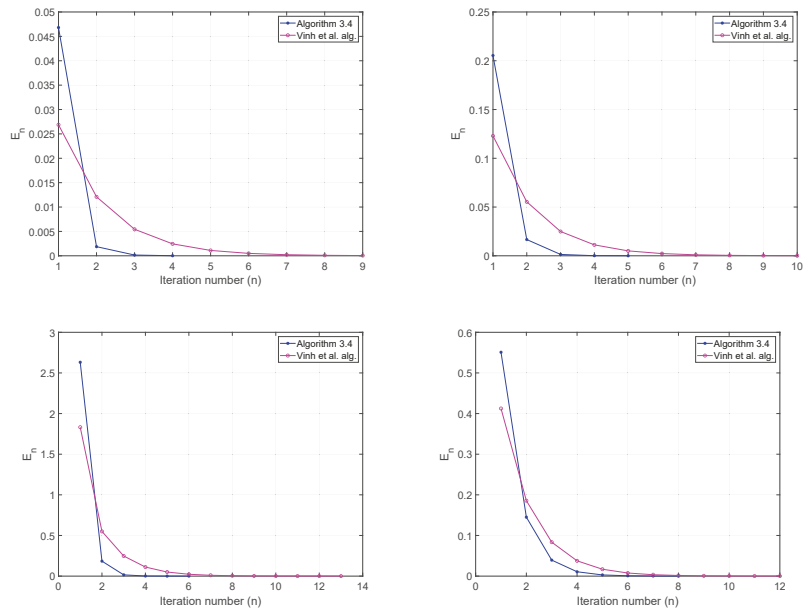 0.05
0.045
0.04
0.035
0.03
0.025
0.02
0.015
0.01
0.005
0
E_n
1 2 3 4 5 6 7 8 9
Iteration number (n)
Algorithm 3.4
Vinh et al. alg.
0.25
0.2
0.15
0.1
0.05
0
E_n
1 2 3 4 5 6 7 8 9 10
Iteration number (n)
Algorithm 3.4
Vinh et al. alg.
3
2.5
2
1.5
1
0.5
0
E_n
0 2 4 6 8 10 12 14
Iteration number (n)
Algorithm 3.4
Vinh et al. alg.
0.6
0.5
0.4
0.3
0.2
0.1
0
E_n
0 2 4 6 8 10 12
Iteration number (n)
Algorithm 3.4
Vinh et al. alg.